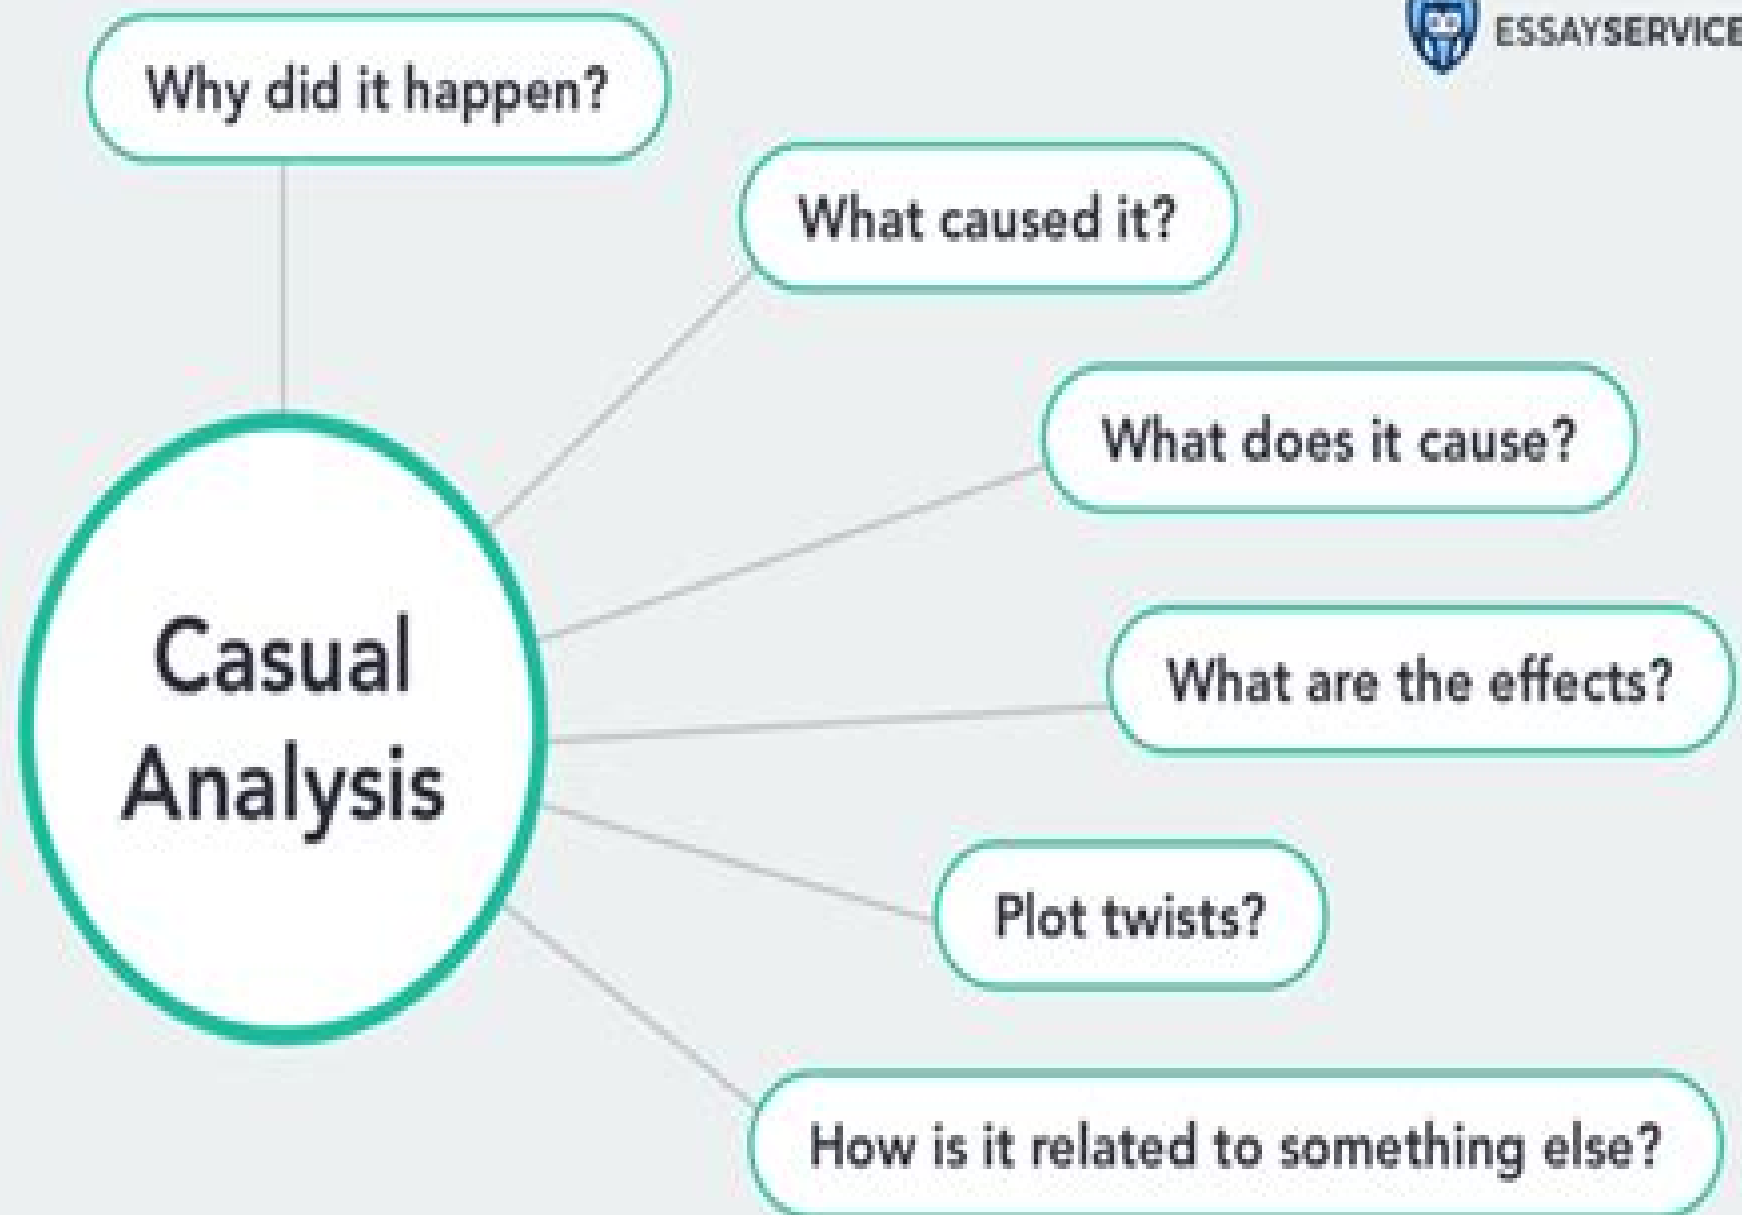 ESSAYSERVICE
Why did it happen?
What caused it?
What does it cause?
What are the effects?
Casual
Analysis
Plot twists?
How is it related to something else?